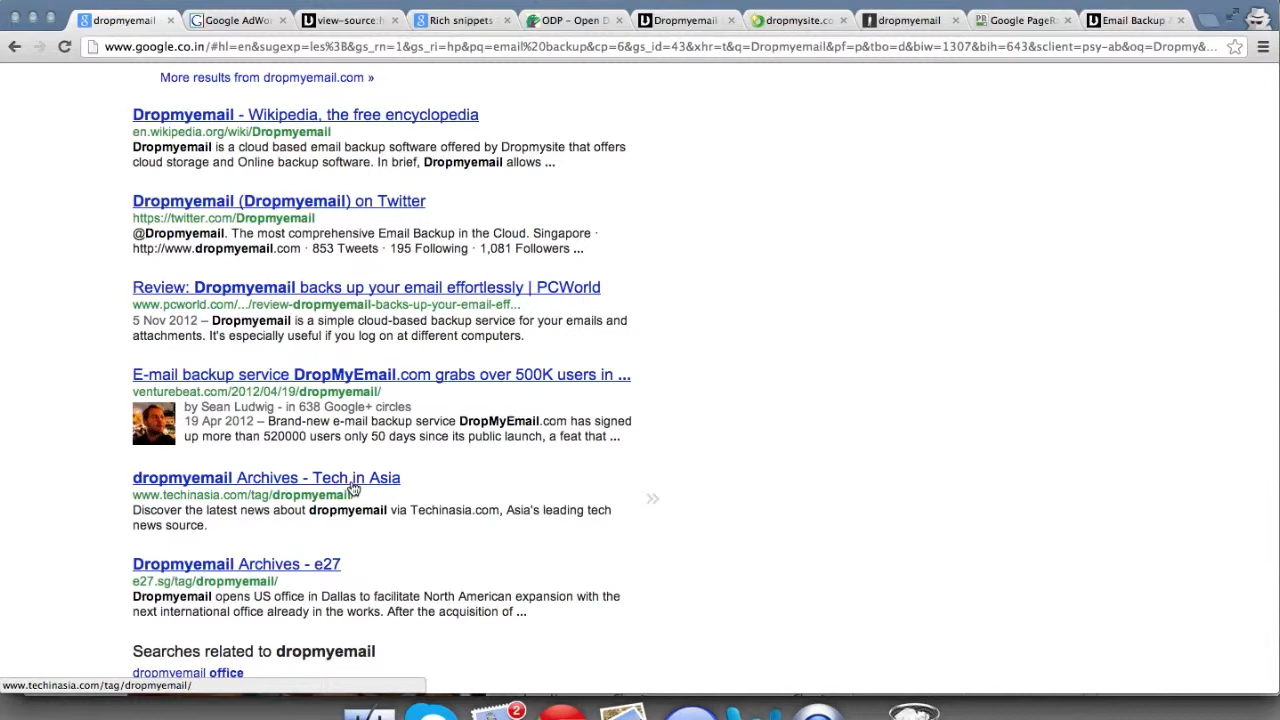 dropmyemail
Google AdWo
view-source:h
Rich snippets
ODP - Open D
Dropmyemail
dropmysite.co
dropmyemail
Google PageR
Email Backup
www.google.co.in/#hl=en&sugexp=les%3B&gs_rn=1&gs_ri=hp&pq=email%20backup&cp=6&gs_id=43&xhr=t&q=Dropmyemail&pf=p&tbo=d&biw=1307&bih=643&sclient=psy-ab&oq=Dropmy&...
More results from dropmyemail.com »
Dropmyemail - Wikipedia, the free encyclopedia
en.wikipedia.org/wiki/Dropmyemail
Dropmyemail is a cloud based email backup software offered by Dropmysite that offers
cloud storage and Online backup software. In brief, Dropmyemail allows ...
Dropmyemail (Dropmyemail) on Twitter
https://twitter.com/Dropmyemail
@Dropmyemail. The most comprehensive Email Backup in the Cloud. Singapore ·
http://www.dropmyemail.com · 853 Tweets · 195 Following · 1,081 Followers ...
Review: Dropmyemail backs up your email effortlessly | PCWorld
www.pcworld.com/.../review-dropmyemail-backs-up-your-email-eff...
5 Nov 2012 – Dropmyemail is a simple cloud-based backup service for your emails and
attachments. It's especially useful if you log on at different computers.
E-mail backup service DropMyEmail.com grabs over 500K users in ...
venturebeat.com/2012/04/19/dropmyemail/
by Sean Ludwig - in 638 Google+ circles
19 Apr 2012 – Brand-new e-mail backup service DropMyEmail.com has signed
up more than 520000 users only 50 days since its public launch, a feat that ...
dropmyemail Archives - Tech in Asia
www.techinasia.com/tag/dropmyemail
Discover the latest news about dropmyemail via Techinasia.com, Asia's leading tech
news source.
Dropmyemail Archives - e27
e27.sg/tag/dropmyemail/
Dropmyemail opens US office in Dallas to facilitate North American expansion with the
next international office already in the works. After the acquisition of ...
Searches related to dropmyemail
dropmyemail office
www.techinasia.com/tag/dropmyemail/
2